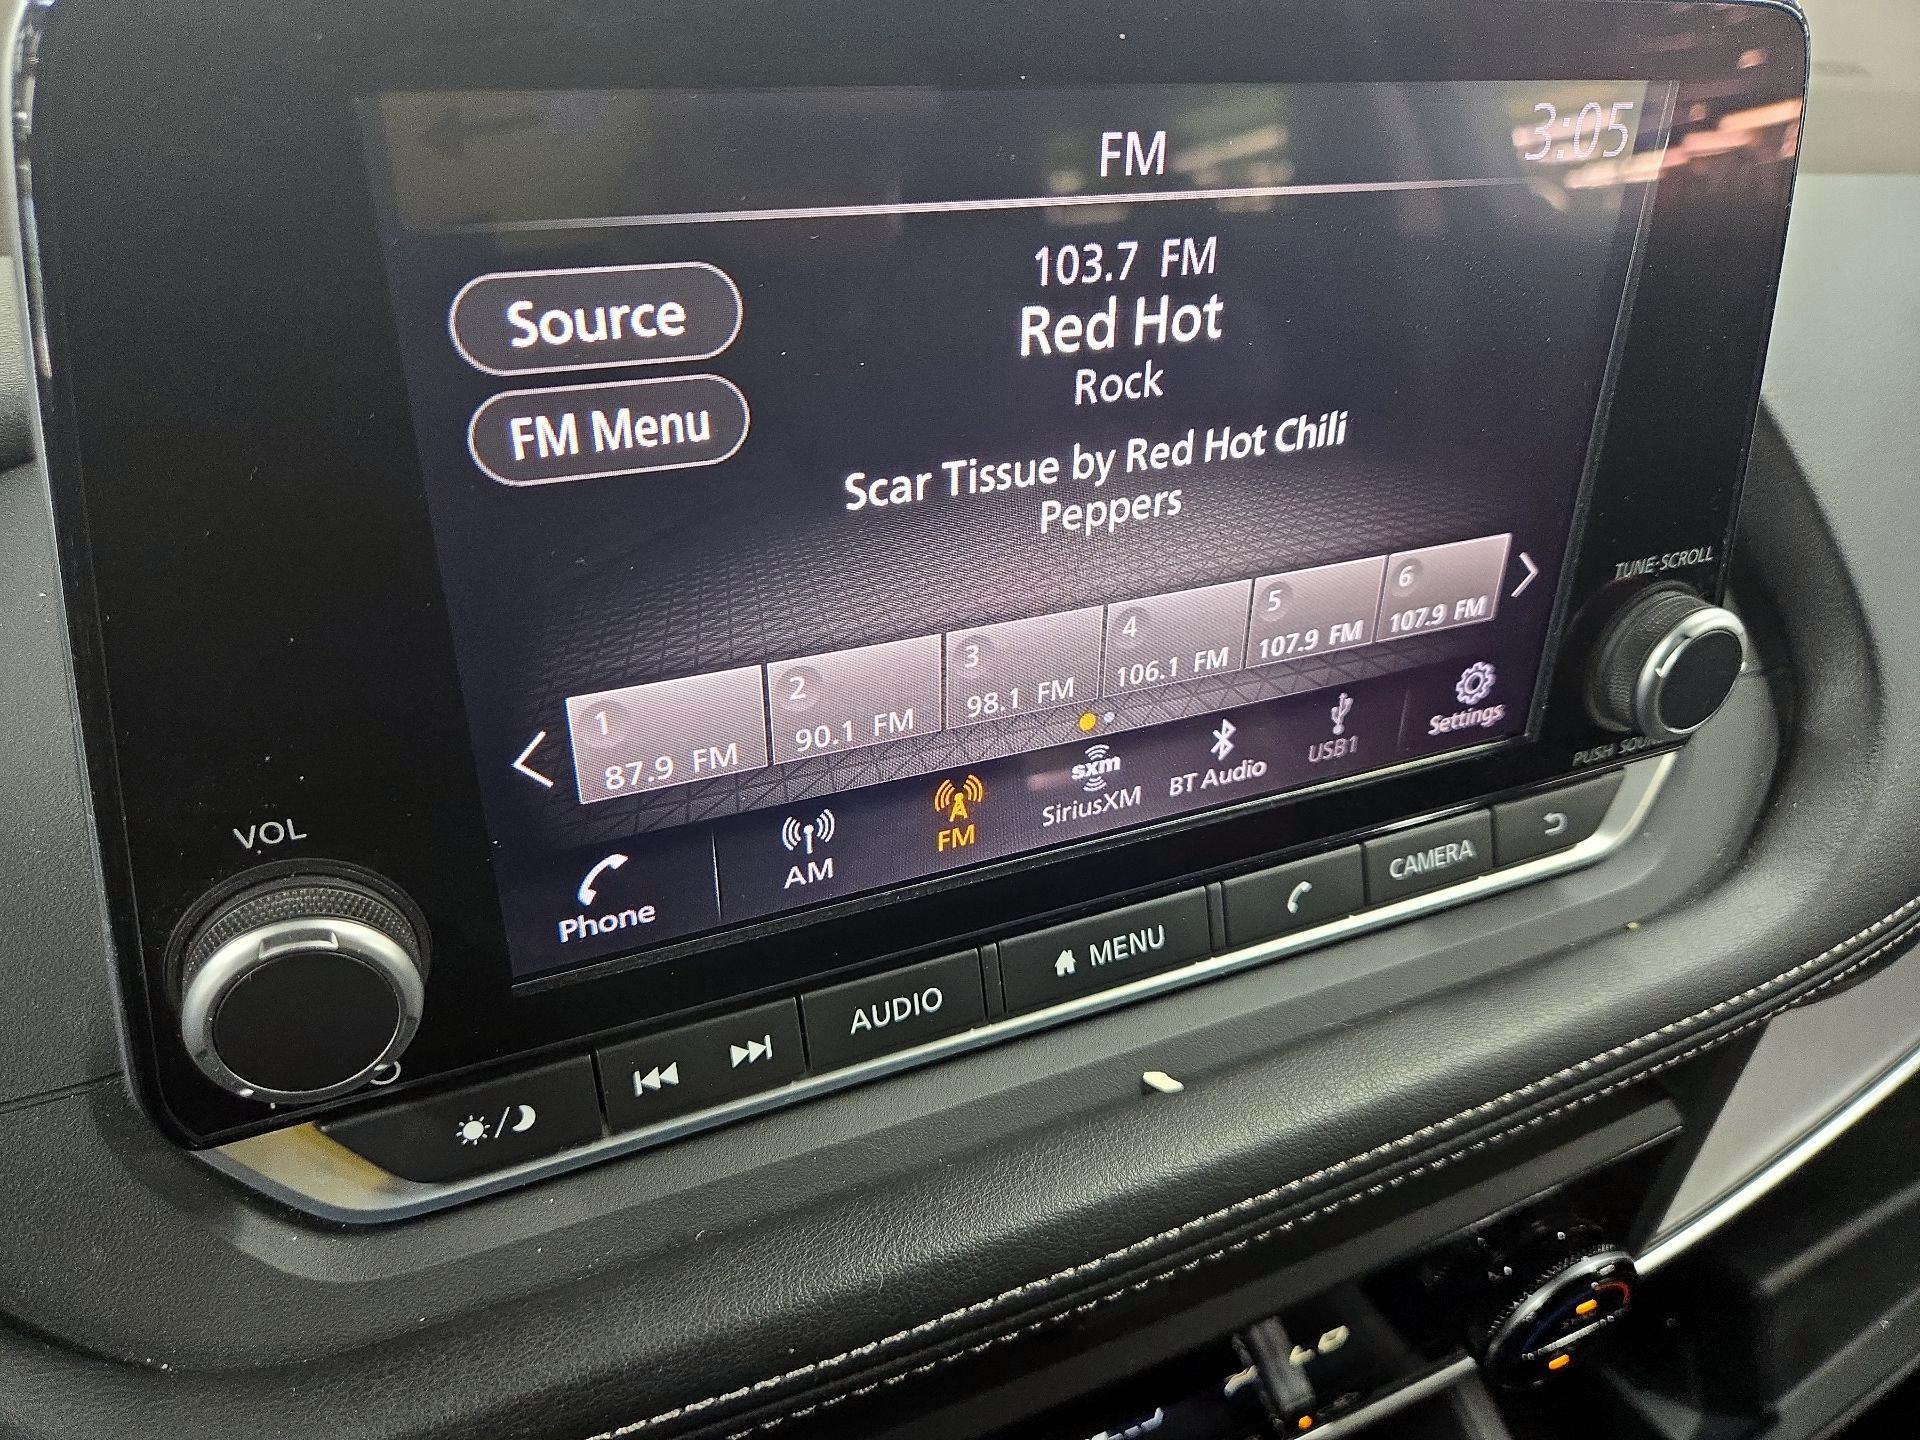 FM
3:05
103.7 FM
Red Hot
Rock
Source
FM Menu
Scar Tissue by Red Hot Chili
Peppers
1
87.9 FM
2
90.1 FM
3
98.1 FM
4
106.1 FM
5
107.9 FM
6
107.9 FM
Phone
AM
FM
sxm
SiriusXM
BT Audio
USB1
Settings
VOL
TUNE·SCROLL
PUSH
AUDIO
MENU
CAMERA